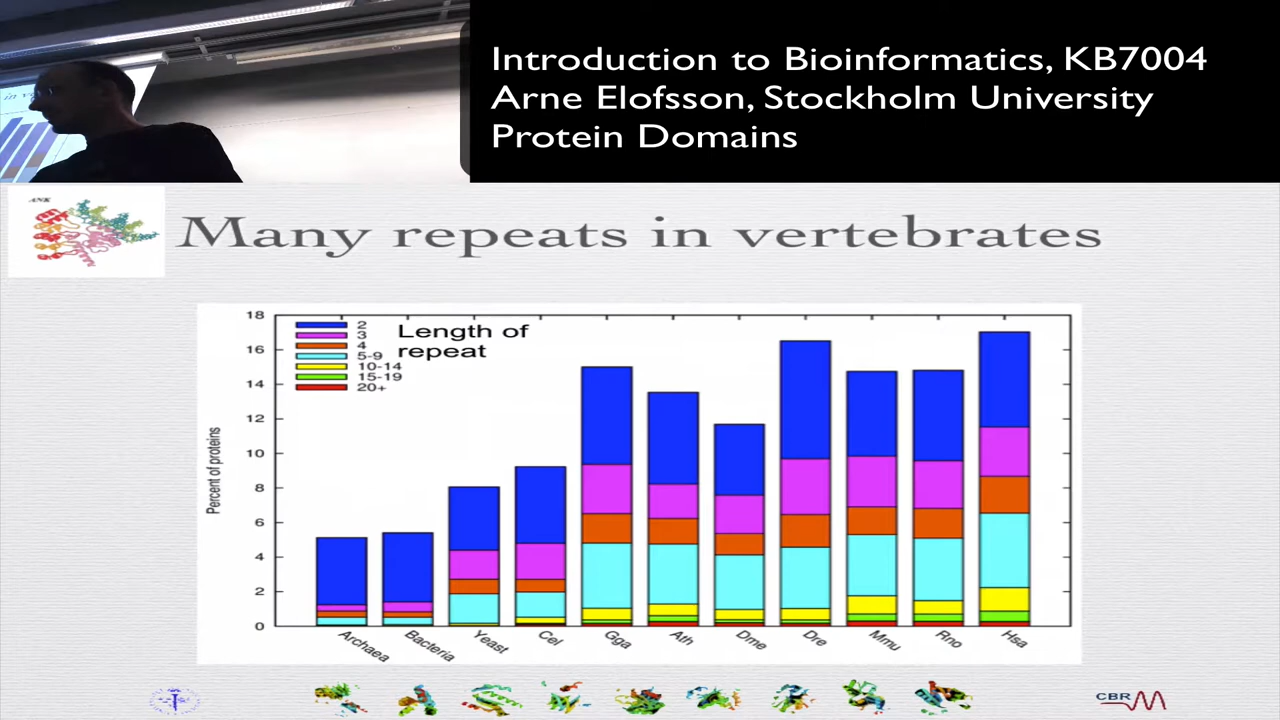 Introduction to Bioinformatics, KB7004
Arne Elofsson, Stockholm University
Protein Domains
ANK
Many repeats in vertebrates
18
16
14
12
10
8
6
4
2
0
Percent of proteins
2
3
4
5-9
10-14
15-19
20+
Length of
repeat
Archaea
Bacteria
Yeast
Cel
Gga
Ath
Dme
Dre
Mmu
Rno
Hsa
CBR